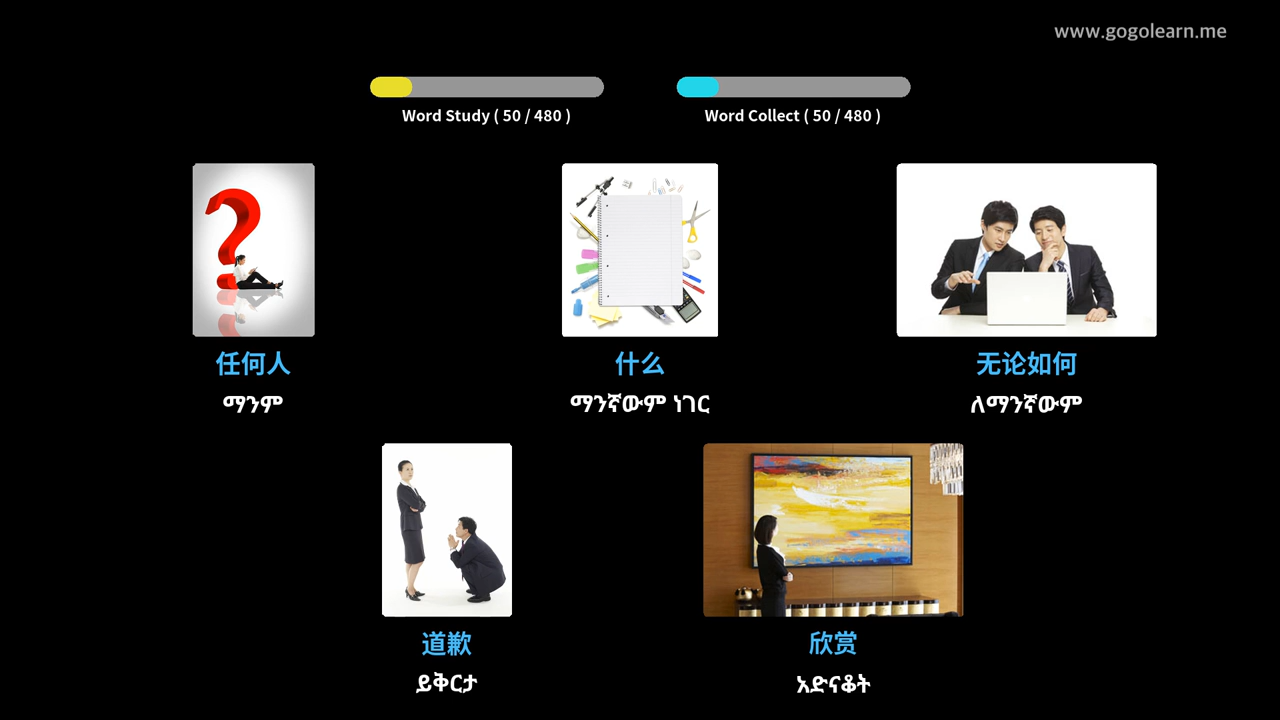 www.gogolearn.me
Word Study ( 50 / 480 )
Word Collect ( 50 / 480 )
任何人
ማንም
什么
ማንኛውም ነገር
无论如何
ለማንኛውም
道歉
ይቅርታ
欣赏
አድናቆት